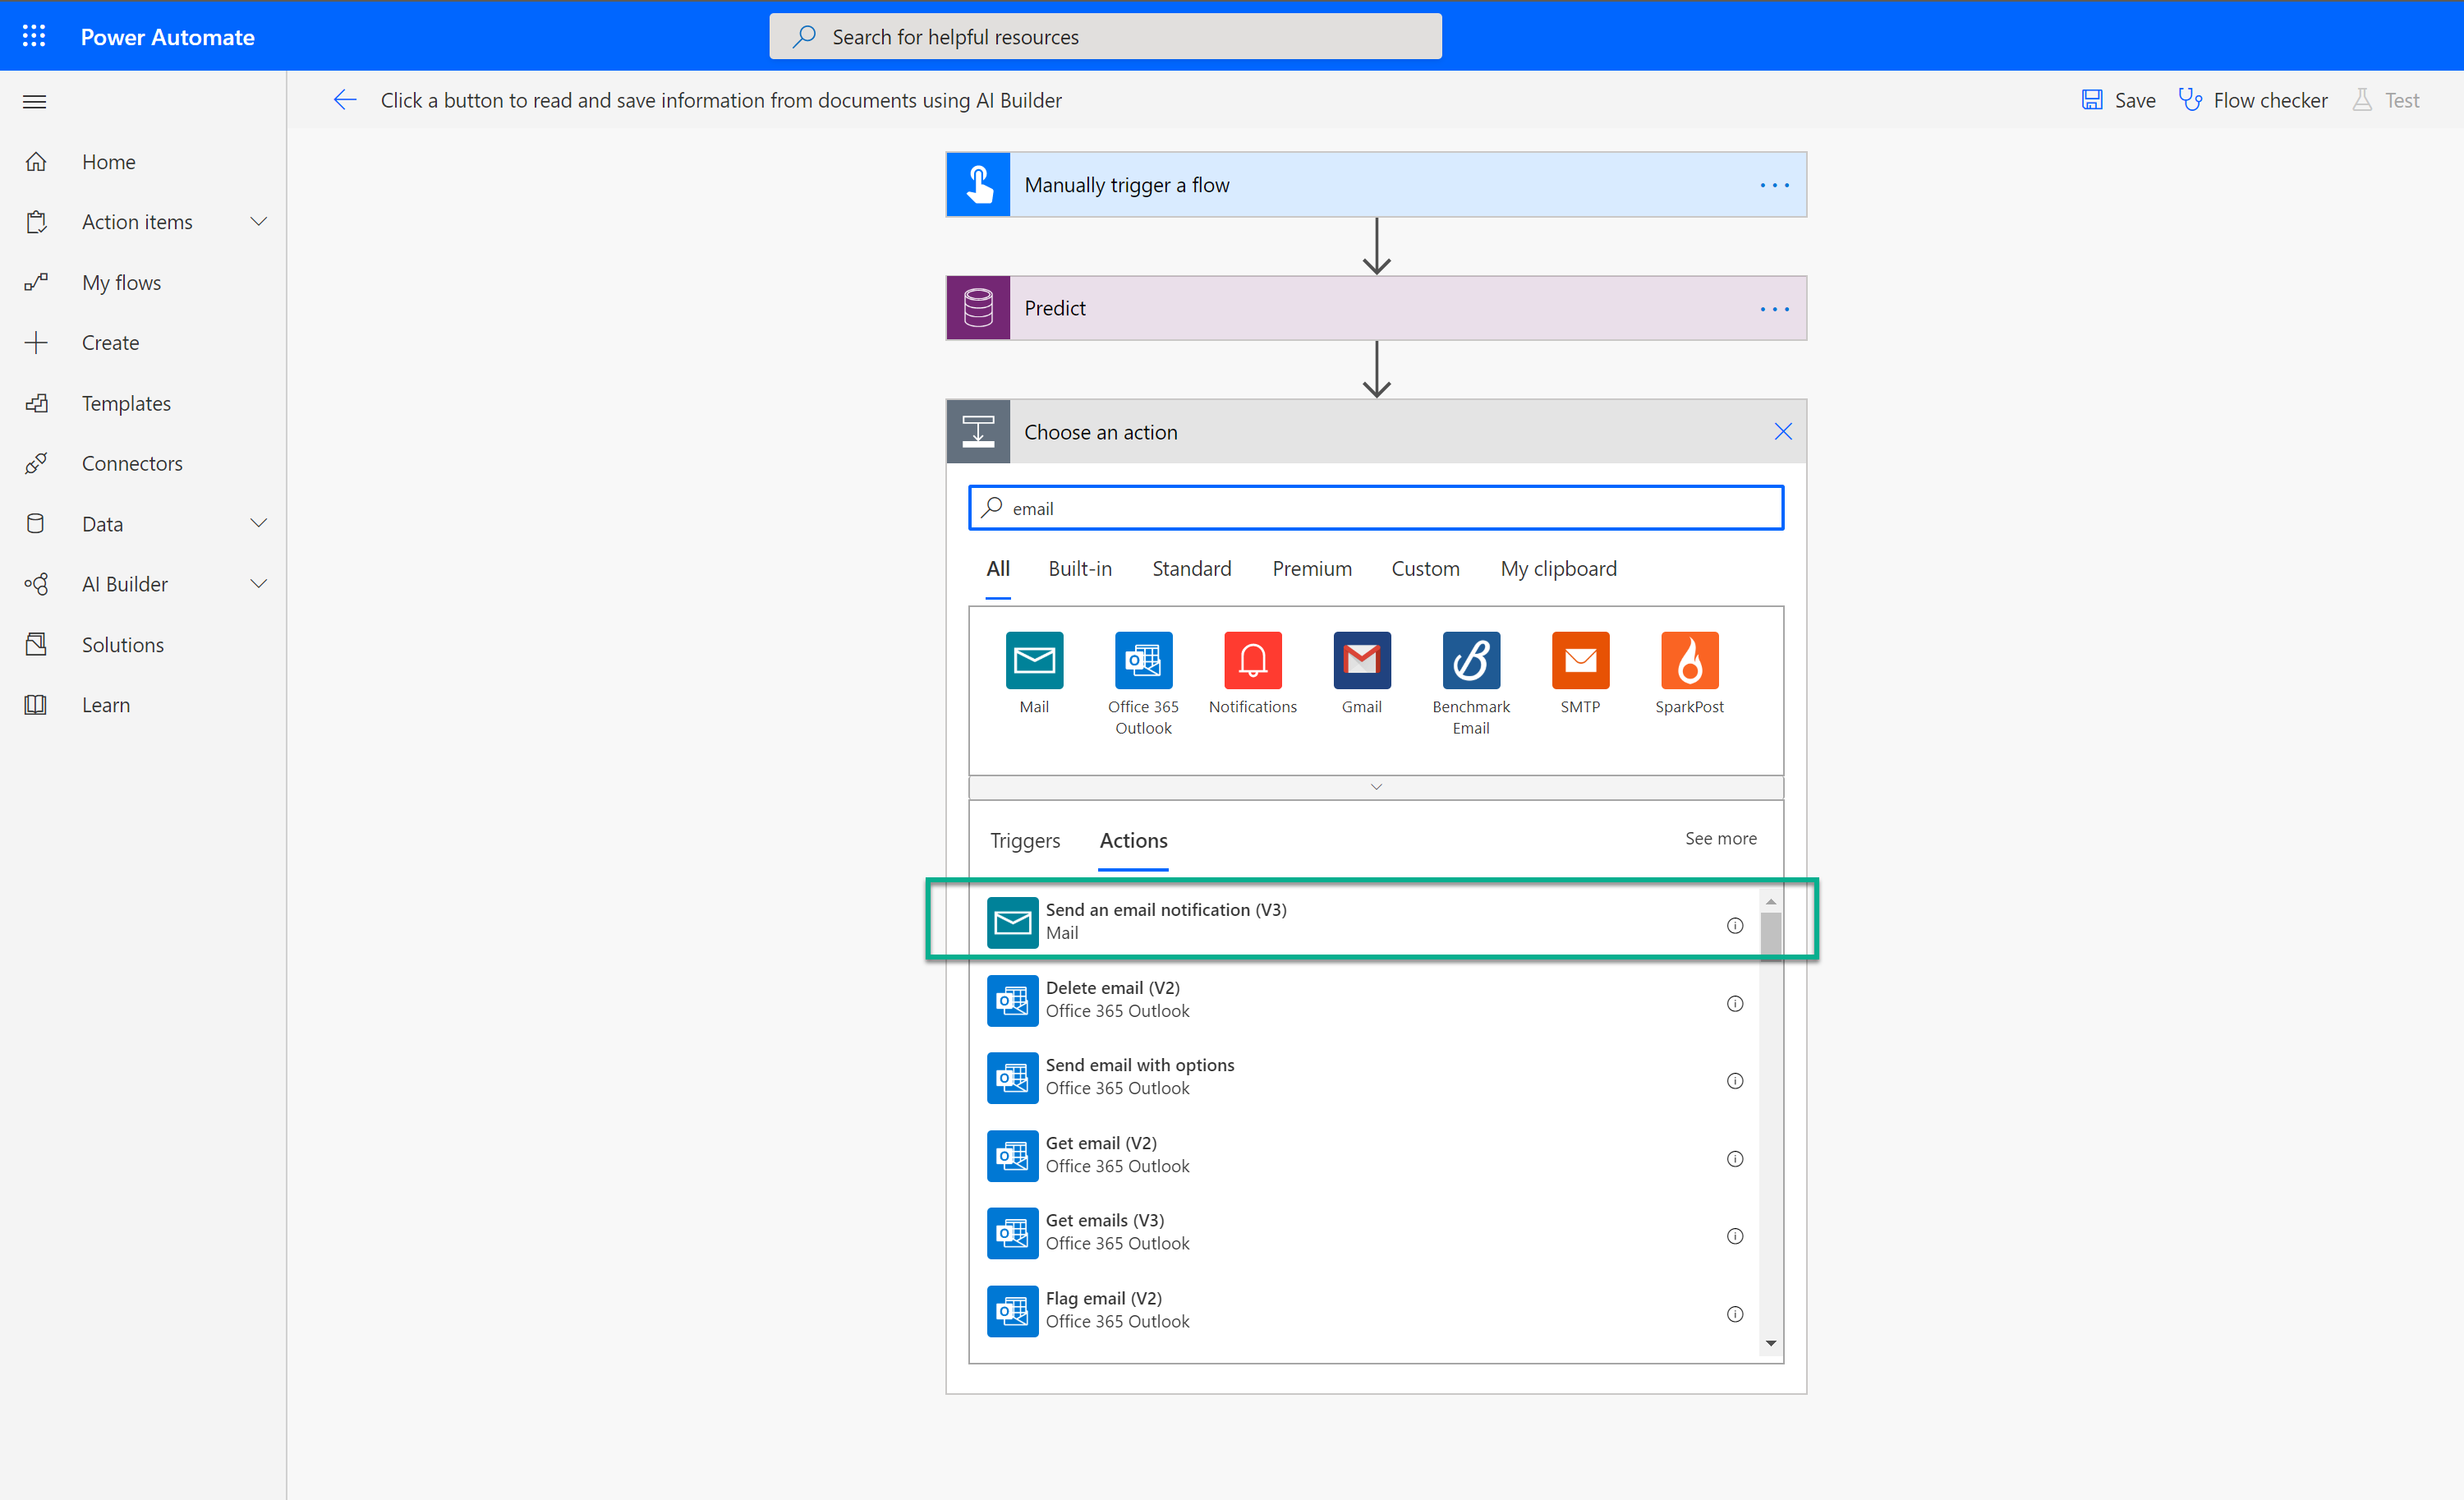 Power Automate
Search for helpful resources
Click a button to read and save information from documents using AI Builder
Save
Flow checker
Test
Home
Action items
My flows
Create
Templates
Connectors
Data
AI Builder
Solutions
Learn
Manually trigger a flow
Predict
Choose an action
email
All
Built-in
Standard
Premium
Custom
My clipboard
Mail
Office 365
Outlook
Notifications
Gmail
Benchmark
Email
SMTP
SparkPost
Triggers
Actions
See more
Send an email notification (V3)
Mail
Delete email (V2)
Office 365 Outlook
Send email with options
Office 365 Outlook
Get email (V2)
Office 365 Outlook
Get emails (V3)
Office 365 Outlook
Flag email (V2)
Office 365 Outlook